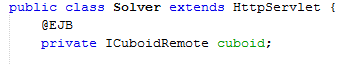 public class Solver extends HttpServlet {
@EJB
private ICuboidRemote cuboid;